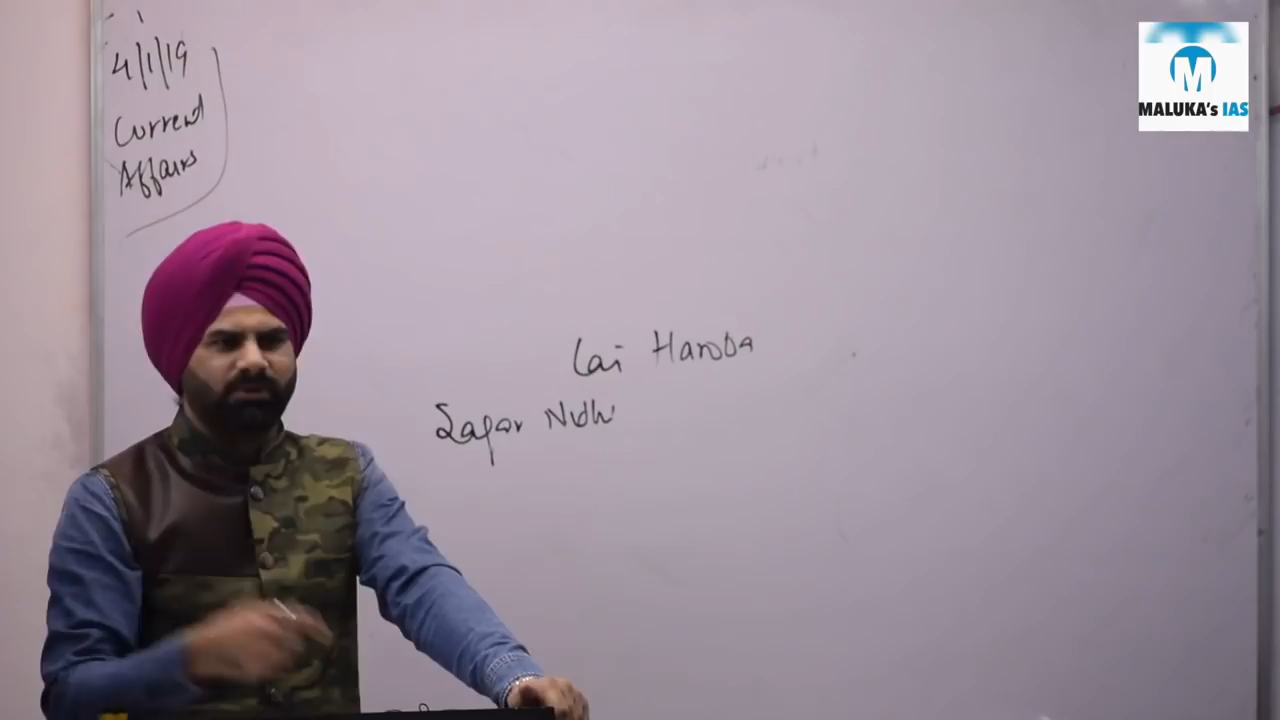 4/1/19
Current
Affairs
Lai Haroba
Sagar Nidhi
M
MALUKA's IAS